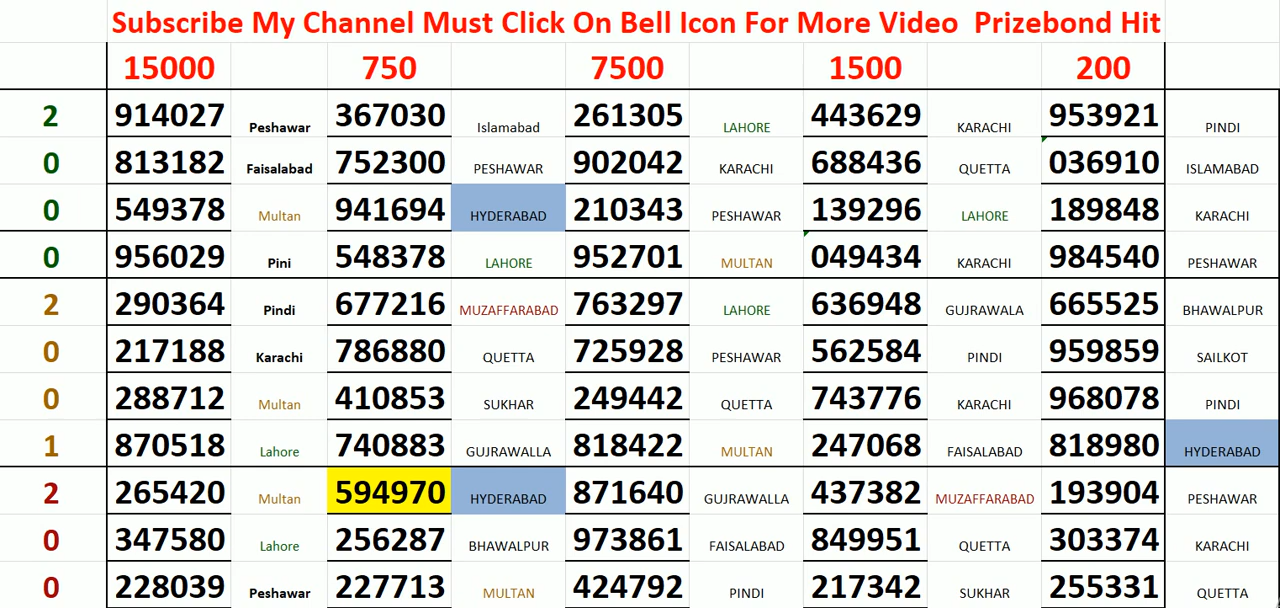 Subscribe My Channel Must Click On Bell Icon For More Video Prizebond Hit
15000 750 7500 1500 200
2 914027 Peshawar 367030 Islamabad 261305 LAHORE 443629 KARACHI 953921 PINDI
0 813182 Faisalabad 752300 PESHAWAR 902042 KARACHI 688436 QUETTA 036910 ISLAMABAD
0 549378 Multan 941694 HYDERABAD 210343 PESHAWAR 139296 LAHORE 189848 KARACHI
0 956029 Pini 548378 LAHORE 952701 MULTAN 049434 KARACHI 984540 PESHAWAR
2 290364 Pindi 677216 MUZAFFARABAD 763297 LAHORE 636948 GUJRAWALA 665525 BHAWALPUR
0 217188 Karachi 786880 QUETTA 725928 PESHAWAR 562584 PINDI 959859 SAILKOT
0 288712 Multan 410853 SUKHAR 249442 QUETTA 743776 KARACHI 968078 PINDI
1 870518 Lahore 740883 GUJRAWALLA 818422 MULTAN 247068 FAISALABAD 818980 HYDERABAD
2 265420 Multan 594970 HYDERABAD 871640 GUJRAWALLA 437382 MUZAFFARABAD 193904 PESHAWAR
0 347580 Lahore 256287 BHAWALPUR 973861 FAISALABAD 849951 QUETTA 303374 KARACHI
0 228039 Peshawar 227713 MULTAN 424792 PINDI 217342 SUKHAR 255331 QUETTA